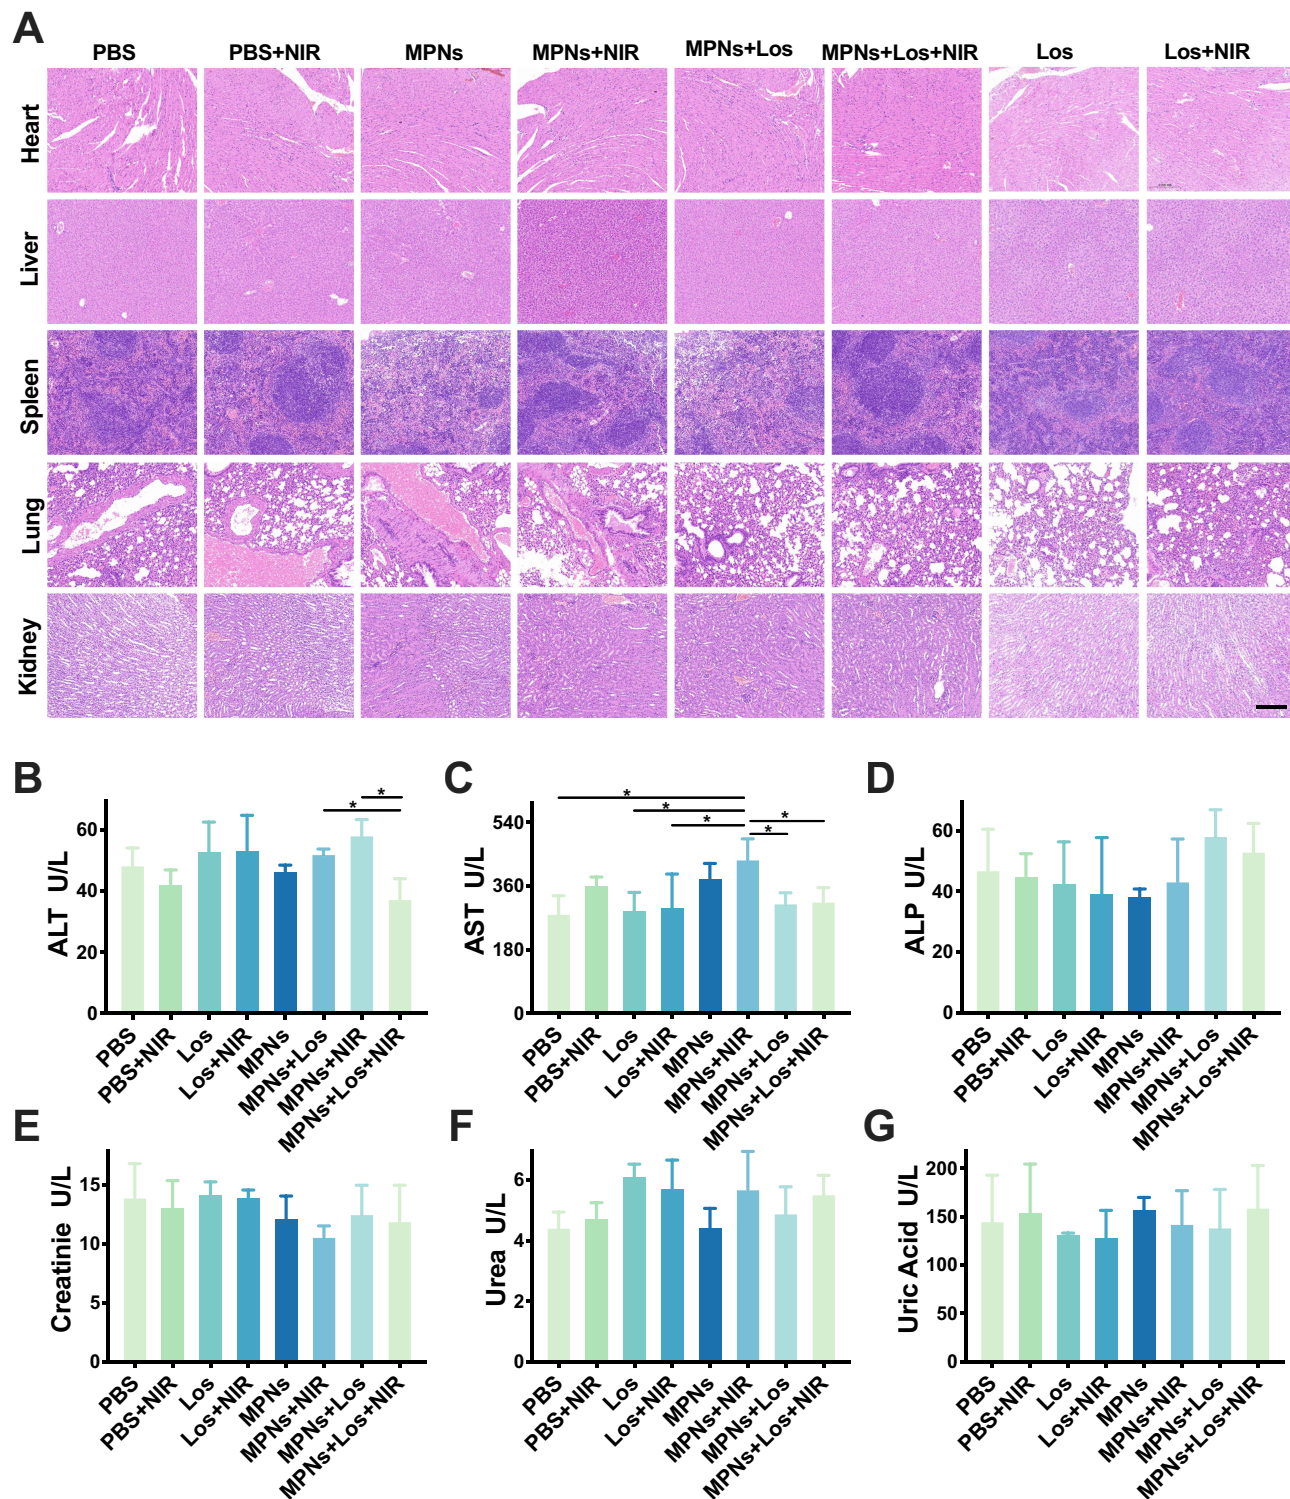 A
PBS PBS+NIR MPNs MPNs+NIR MPNs+Los MPNs+Los+NIR Los Los+NIR
Heart
Liver
Spleen
Lung
Kidney
B
ALT U/L
60
40
20
0
* *
PBS PBS+NIR Los Los+NIR MPNs MPNs+Los MPNs+NIR MPNs+Los+NIR
C
AST U/L
540
360
180
0
* * * * *
PBS PBS+NIR Los Los+NIR MPNs MPNs+NIR MPNs+Los MPNs+Los+NIR
D
ALP U/L
60
40
20
0
PBS PBS+NIR Los Los+NIR MPNs MPNs+NIR MPNs+Los MPNs+Los+NIR
E
Creatinie U/L
15
10
5
0
PBS PBS+NIR Los Los+NIR MPNs MPNs+NIR MPNs+Los MPNs+Los+NIR
F
Urea U/L
6
4
2
0
PBS PBS+NIR Los Los+NIR MPNs MPNs+NIR MPNs+Los MPNs+Los+NIR
G
Uric Acid U/L
200
150
100
50
0
PBS PBS+NIR Los Los+NIR MPNs MPNs+NIR MPNs+Los MPNs+Los+NIR